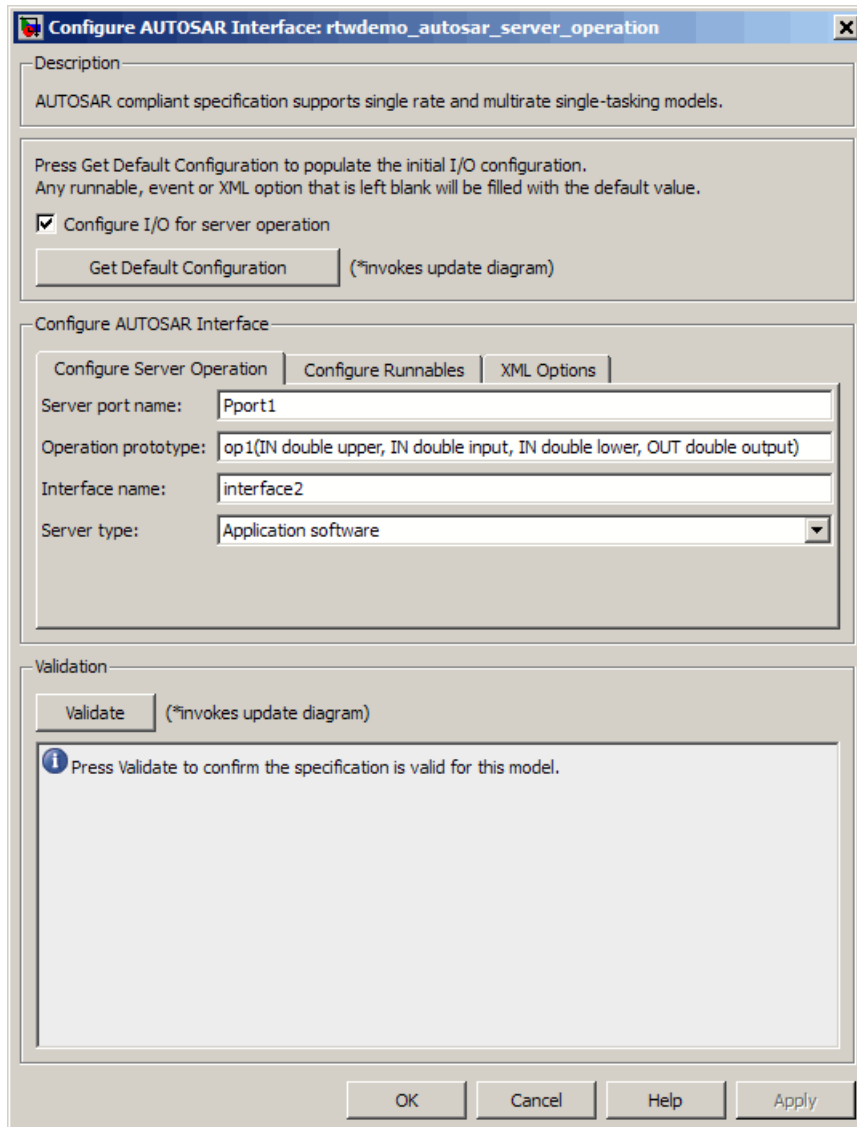 Configure AUTOSAR Interface: rtwdemo_autosar_server_operation
Description
AUTOSAR compliant specification supports single rate and multirate single-tasking models.
Press Get Default Configuration to populate the initial I/O configuration.
Any runnable, event or XML option that is left blank will be filled with the default value.
Configure I/O for server operation
Get Default Configuration (*invokes update diagram)
Configure AUTOSAR Interface
Configure Server Operation Configure Runnables XML Options
Server port name: Pport1
Operation prototype: op1(IN double upper, IN double input, IN double lower, OUT double output)
Interface name: interface2
Server type: Application software
Validation
Validate (*invokes update diagram)
Press Validate to confirm the specification is valid for this model.
OK Cancel Help Apply